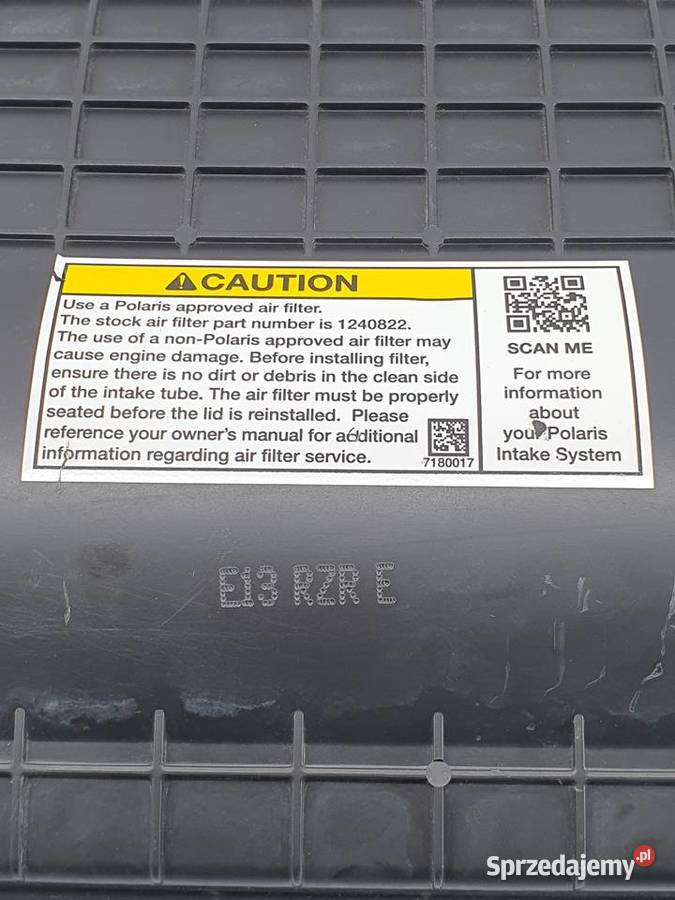 CAUTION
Use a Polaris approved air filter.
The stock air filter part number is 1240822.
The use of a non-Polaris approved air filter may
cause engine damage. Before installing filter,
ensure there is no dirt or debris in the clean side
of the intake tube. The air filter must be properly
seated before the lid is reinstalled. Please
reference your owner's manual for additional
information regarding air filter service.
7180017
SCAN ME
For more
information
about
your Polaris
Intake System
E13 RZR E
Sprzedajemy.pl